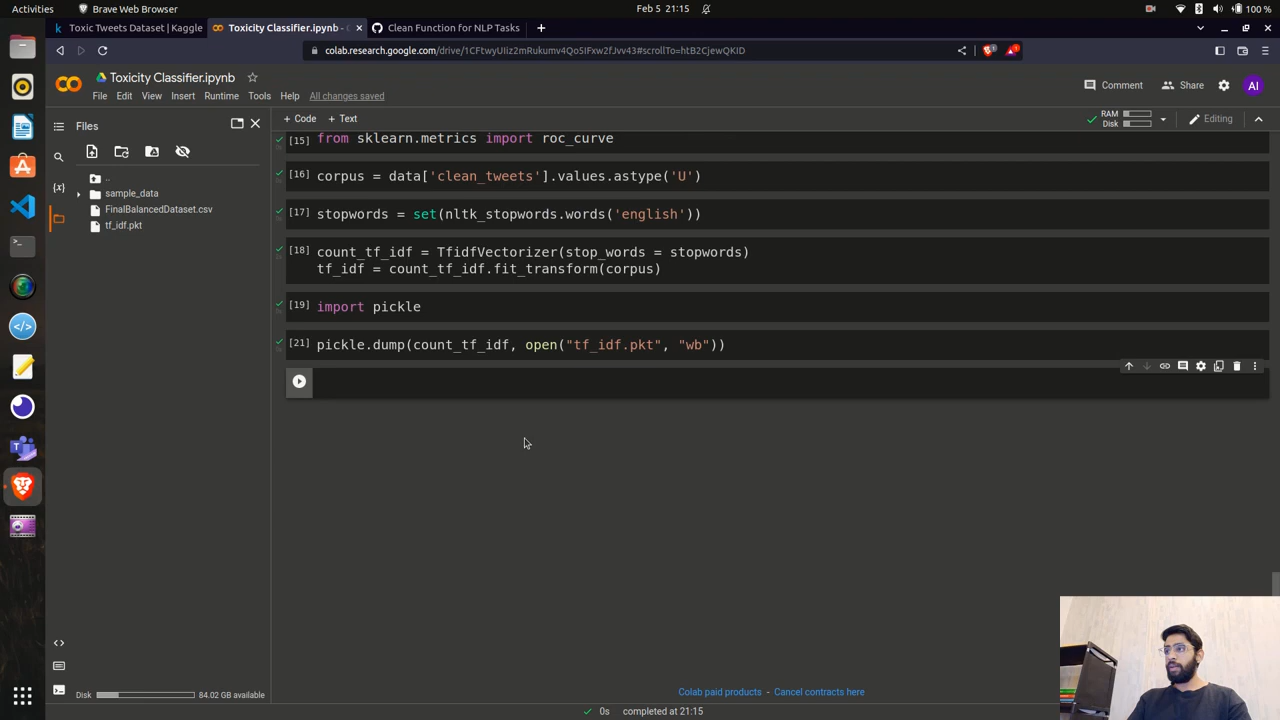 Activities
Brave Web Browser
Feb 5 21:15
100 %
Toxic Tweets Dataset | Kaggle
Toxicity Classifier.ipynb -
Clean Function for NLP Tasks
colab.research.google.com/drive/1CFtwyUIiz2mRukumv4Qo5IFxw2fJvv43#scrollTo=htB2CjewQKID
Toxicity Classifier.ipynb
Comment
Share
AI
File Edit View Insert Runtime Tools Help All changes saved
Files
+ Code + Text
RAM
Disk
Editing
..
sample_data
FinalBalancedDataset.csv
tf_idf.pkt
[15] from sklearn.metrics import roc_curve
[16] corpus = data['clean_tweets'].values.astype('U')
[17] stopwords = set(nltk_stopwords.words('english'))
[18] count_tf_idf = TfidfVectorizer(stop_words = stopwords)
tf_idf = count_tf_idf.fit_transform(corpus)
[19] import pickle
[21] pickle.dump(count_tf_idf, open("tf_idf.pkt", "wb"))
Disk
84.02 GB available
Colab paid products - Cancel contracts here
0s completed at 21:15